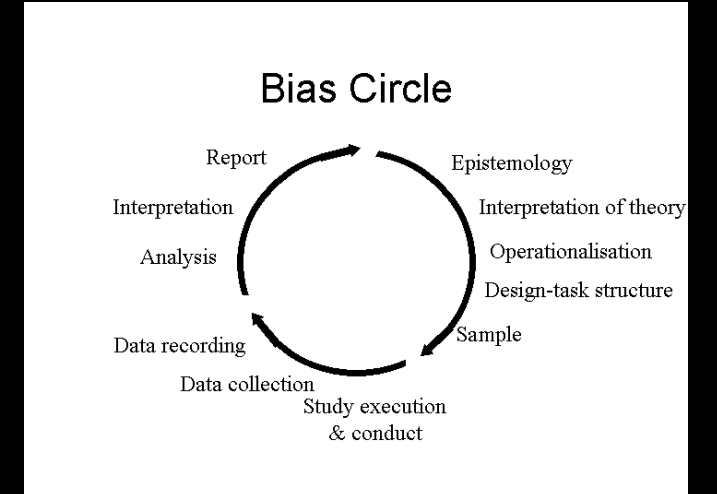 Bias Circle
Epistemology
Interpretation of theory
Operationalisation
Design-task structure
Sample
Study execution
& conduct
Data collection
Data recording
Analysis
Interpretation
Report